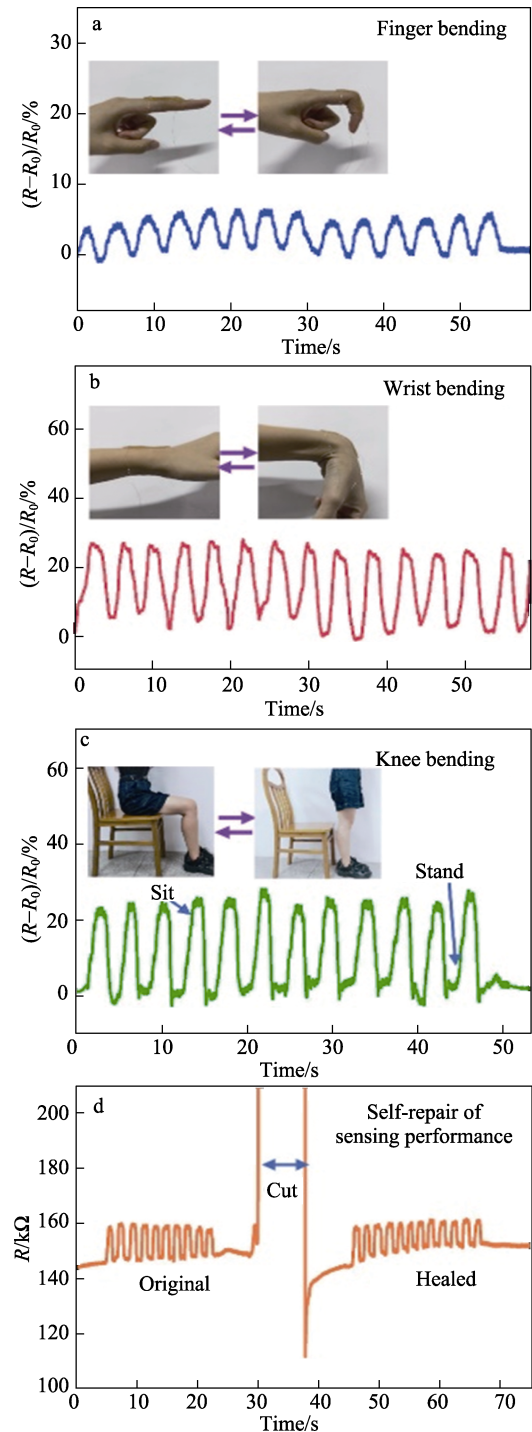 a
Finger bending
(R−R0)/R0/%
30
20
10
0
0 10 20 30 40 50
Time/s
b
Wrist bending
(R−R0)/R0/%
60
40
20
0
0 10 20 30 40 50
Time/s
c
Knee bending
(R−R0)/R0/%
60
40
20
0
Sit
Stand
0 10 20 30 40 50
Time/s
d
Self-repair of
sensing performance
R/kΩ
200
180
160
140
120
100
Cut
Original
Healed
0 10 20 30 40 50 60 70
Time/s